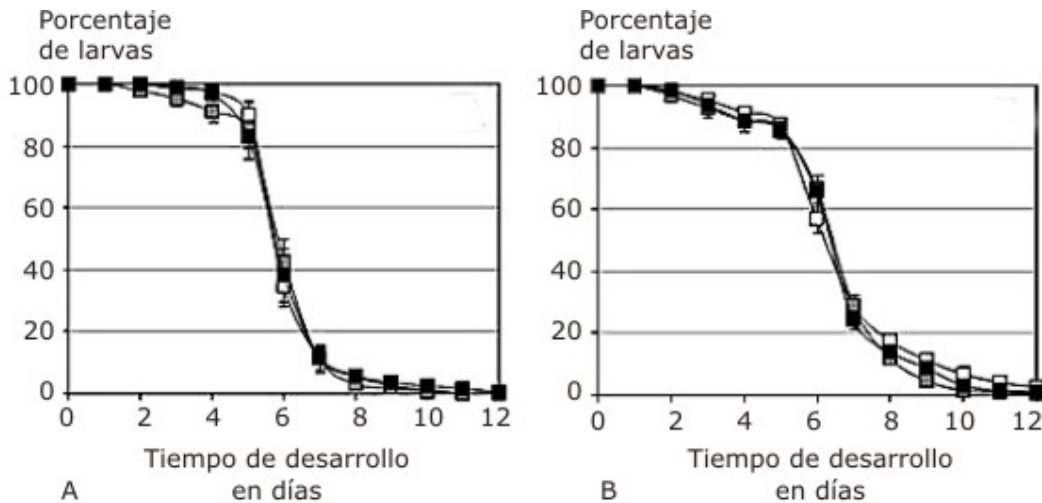 Porcentaje
de larvas
100
80
60
40
20
0
0 2 4 6 8 10 12
Tiempo de desarrollo
en días
A
Porcentaje
de larvas
100
80
60
40
20
0
0 2 4 6 8 10 12
Tiempo de desarrollo
en días
B